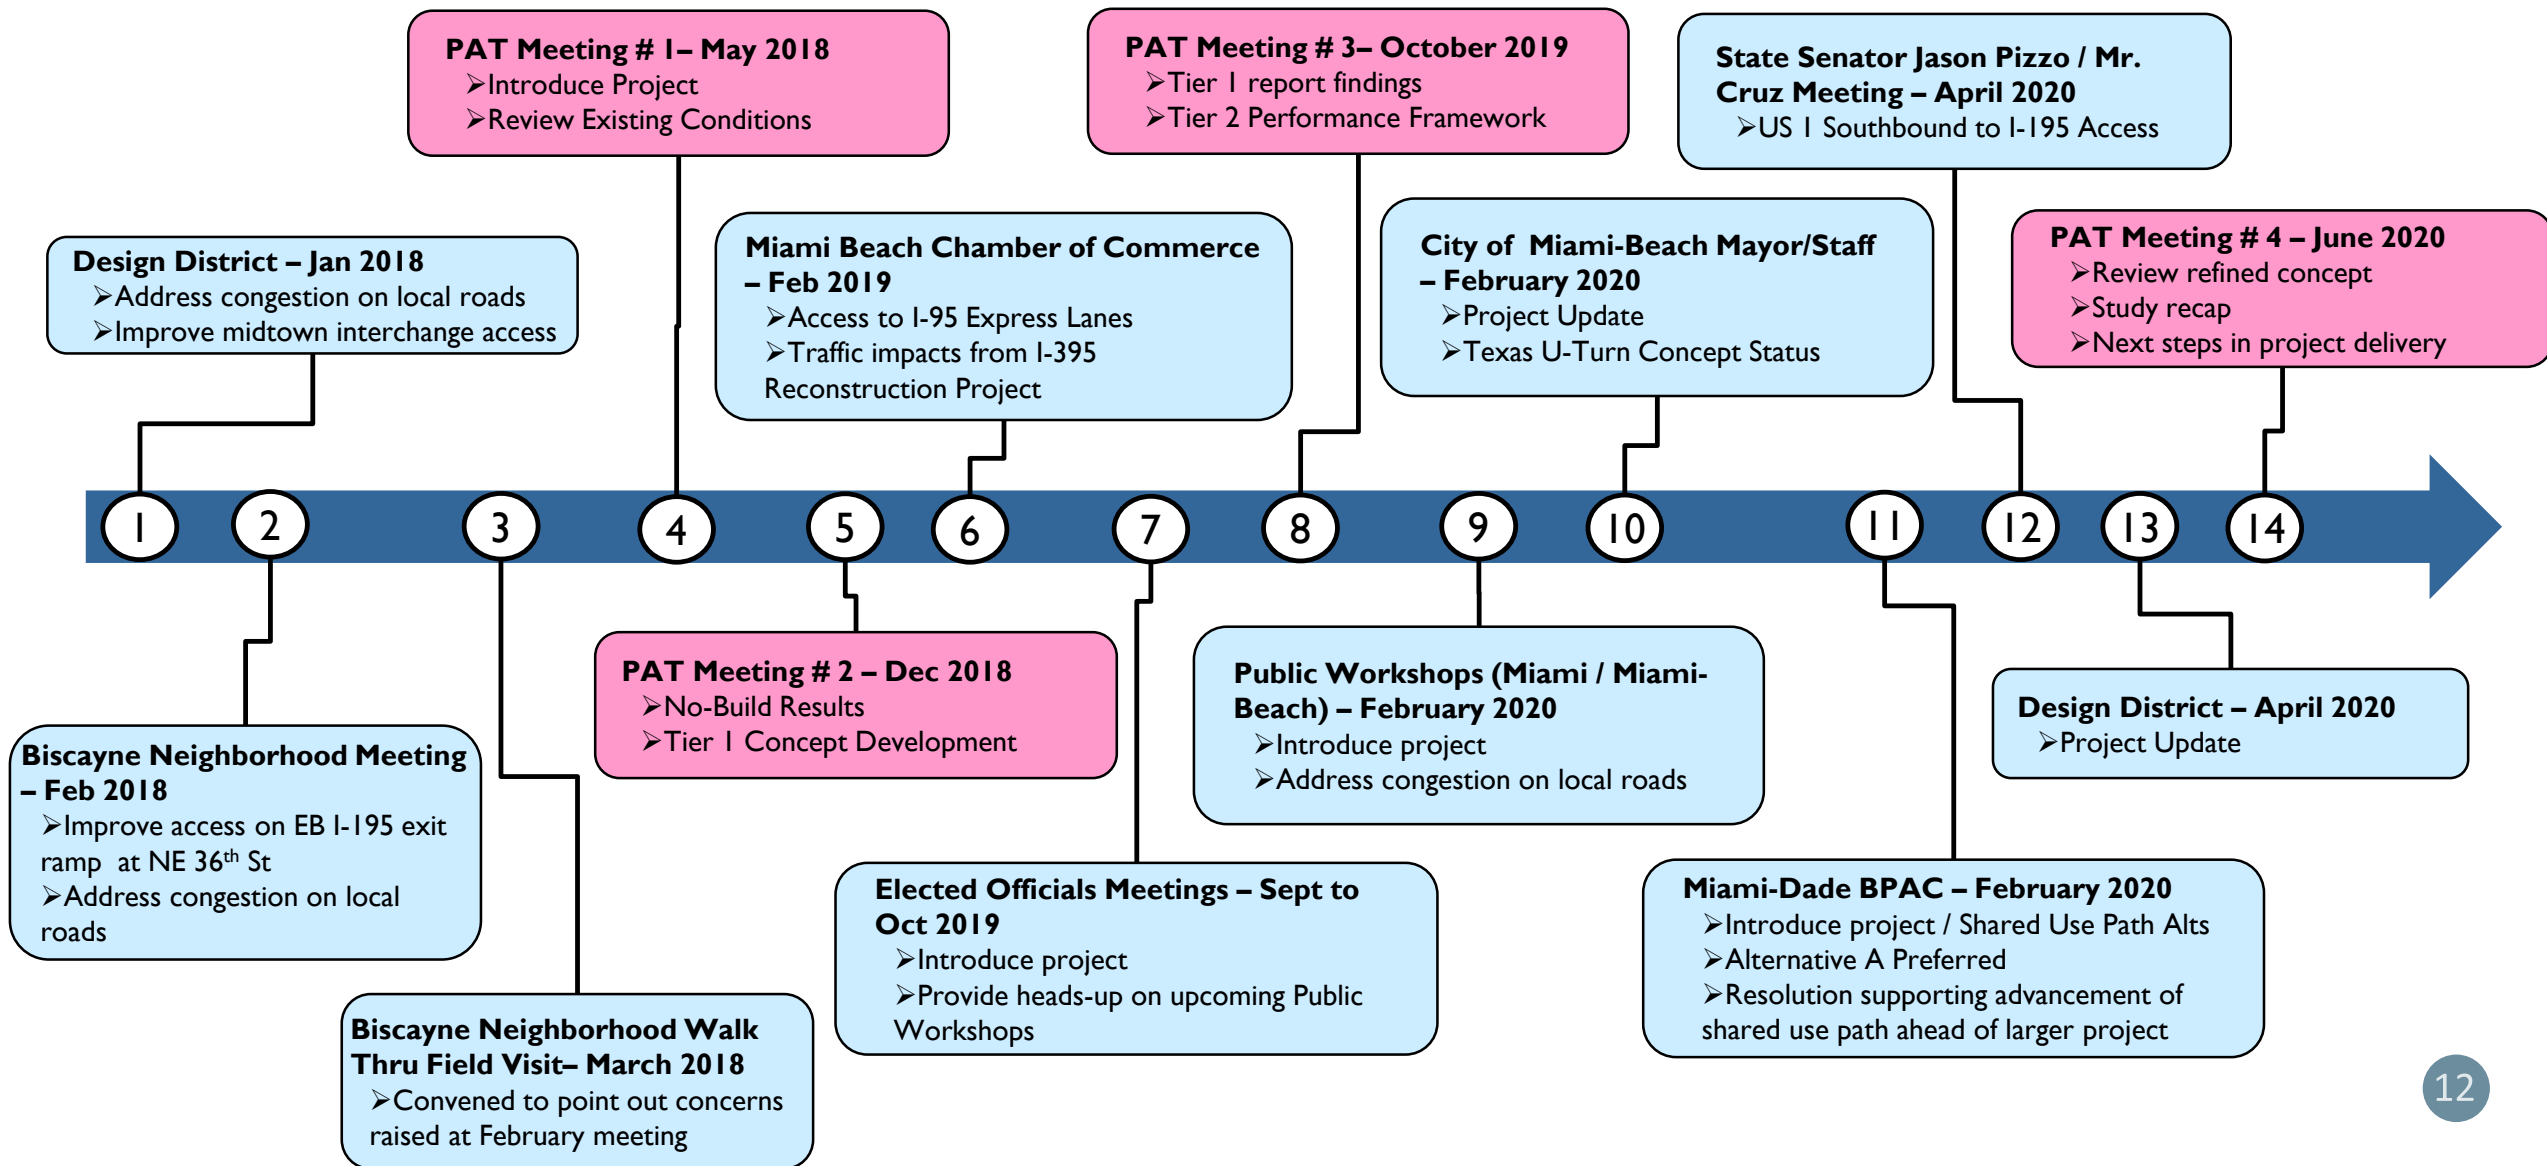 PAT Meeting # 1– May 2018
➢Introduce Project
➢Review Existing Conditions
PAT Meeting # 3– October 2019
➢Tier 1 report findings
➢Tier 2 Performance Framework
State Senator Jason Pizzo / Mr.
Cruz Meeting – April 2020
➢US 1 Southbound to I-195 Access
Design District – Jan 2018
➢Address congestion on local roads
➢Improve midtown interchange access
Miami Beach Chamber of Commerce
– Feb 2019
➢Access to I-95 Express Lanes
➢Traffic impacts from I-395
Reconstruction Project
City of  Miami-Beach Mayor/Staff
– February 2020
➢Project Update
➢Texas U-Turn Concept Status
PAT Meeting # 4 – June 2020
➢Review refined concept
➢Study recap
➢Next steps in project delivery
1 2 3 4 5 6 7 8 9 10 11 12 13 14
Biscayne Neighborhood Meeting
– Feb 2018
➢Improve access on EB I-195 exit
ramp  at NE 36th St
➢Address congestion on local
roads
Biscayne Neighborhood Walk
Thru Field Visit– March 2018
➢Convened to point out concerns
raised at February meeting
PAT Meeting # 2 – Dec 2018
➢No-Build Results
➢Tier 1 Concept Development
Elected Officials Meetings – Sept to
Oct 2019
➢Introduce project
➢Provide heads-up on upcoming Public
Workshops
Public Workshops (Miami / Miami-
Beach) – February 2020
➢Introduce project
➢Address congestion on local roads
Miami-Dade BPAC – February 2020
➢Introduce project / Shared Use Path Alts
➢Alternative A Preferred
➢Resolution supporting advancement of
shared use path ahead of larger project
Design District – April 2020
➢Project Update
12